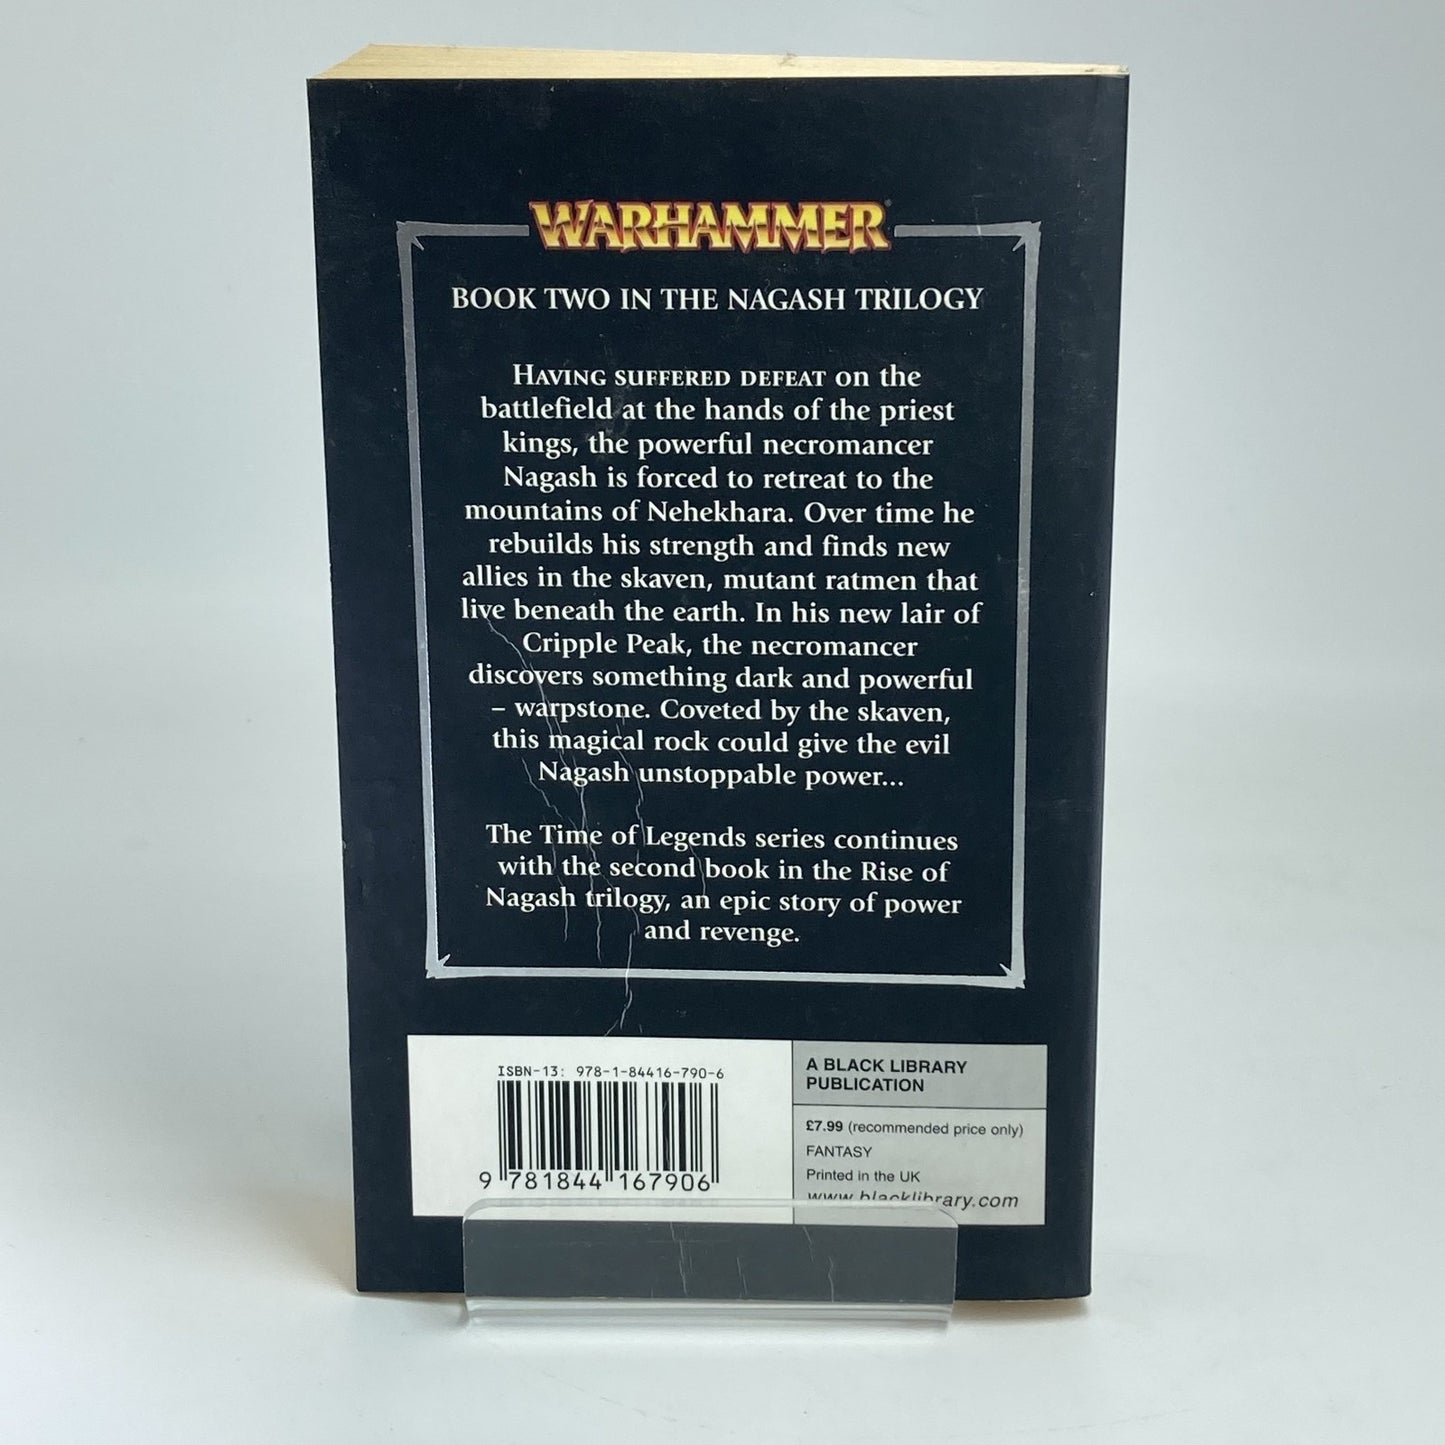 WARHAMMER
BOOK TWO IN THE NAGASH TRILOGY
HAVING SUFFERED DEFEAT on the
battlefield at the hands of the priest
kings, the powerful necromancer
Nagash is forced to retreat to the
mountains of Nehekhara. Over time he
rebuilds his strength and finds new
allies in the skaven, mutant ratmen that
live beneath the earth. In his new lair of
Cripple Peak, the necromancer
discovers something dark and powerful
– warpstone. Coveted by the skaven,
this magical rock could give the evil
Nagash unstoppable power...
The Time of Legends series continues
with the second book in the Rise of
Nagash trilogy, an epic story of power
and revenge.
ISBN-13: 978-1-84416-790-6
9 781844 167906
A BLACK LIBRARY
PUBLICATION
£7.99 (recommended price only)
FANTASY
Printed in the UK
www.blacklibrary.com